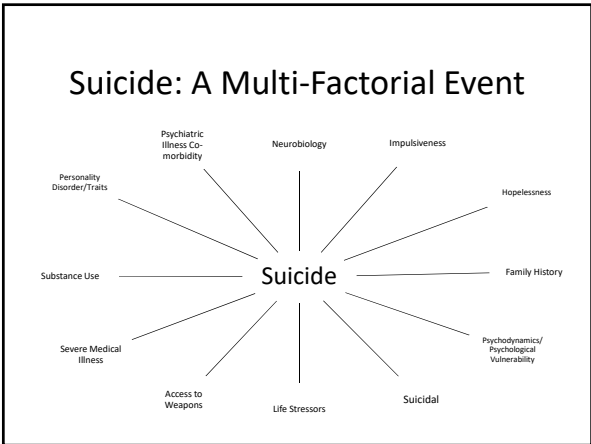 Suicide: A Multi-Factorial Event
Psychiatric
Illness Co-
morbidity
Neurobiology
Impulsiveness
Personality
Disorder/Traits
Hopelessness
Substance Use
Suicide
Family History
Severe Medical
Illness
Psychodynamics/
Psychological
Vulnerability
Access to
Weapons
Life Stressors
Suicidal